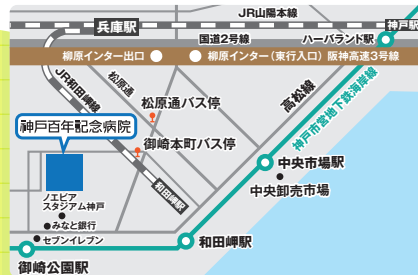 JR山陽本線
兵庫駅
神戸駅
国道2号線
ハーバーランド駅
柳原インター出口
柳原インター(東行入口)
阪神高速3号線
JR和田岬線
松原通
松原通バス停
高松線
神戸市営地下鉄海岸線
神戸百年記念病院
御崎本町バス停
中央市場駅
中央卸売市場
和田岬駅
ノエビア
スタジアム神戸
みなと銀行
セブンイレブン
和田岬駅
御崎公園駅